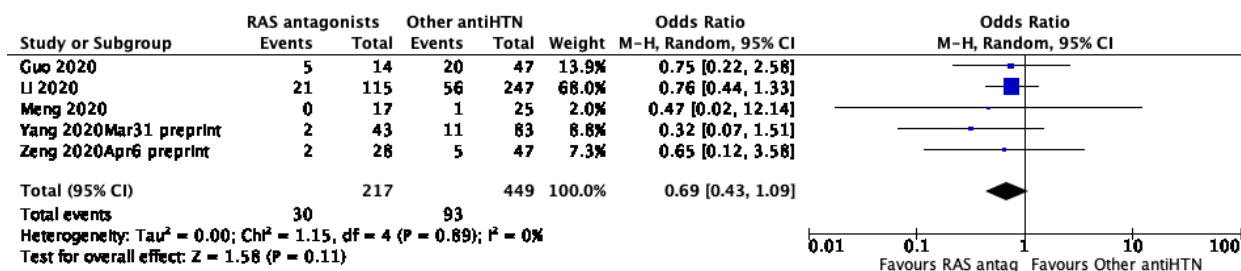 RAS antagonists Other antiHTN Odds Ratio Odds Ratio
Study or Subgroup Events Total Events Total Weight M-H, Random, 95% CI M-H, Random, 95% CI
Guo 2020 5 14 20 47 13.9% 0.75 [0.22, 2.58]
LI 2020 21 115 56 247 68.0% 0.76 [0.44, 1.33]
Meng 2020 0 17 1 25 2.0% 0.47 [0.02, 12.14]
Yang 2020Mar31 preprint 2 43 11 83 8.8% 0.32 [0.07, 1.51]
Zeng 2020Apr6 preprint 2 28 5 47 7.3% 0.65 [0.12, 3.58]
Total (95% CI) 217 449 100.0% 0.69 [0.43, 1.09]
Total events 30 93
Heterogeneity: Tau² = 0.00; Chi² = 1.15, df = 4 (P = 0.89); I² = 0%
Test for overall effect: Z = 1.58 (P = 0.11)
0.01 0.1 1 10 100
Favours RAS antag Favours Other antiHTN